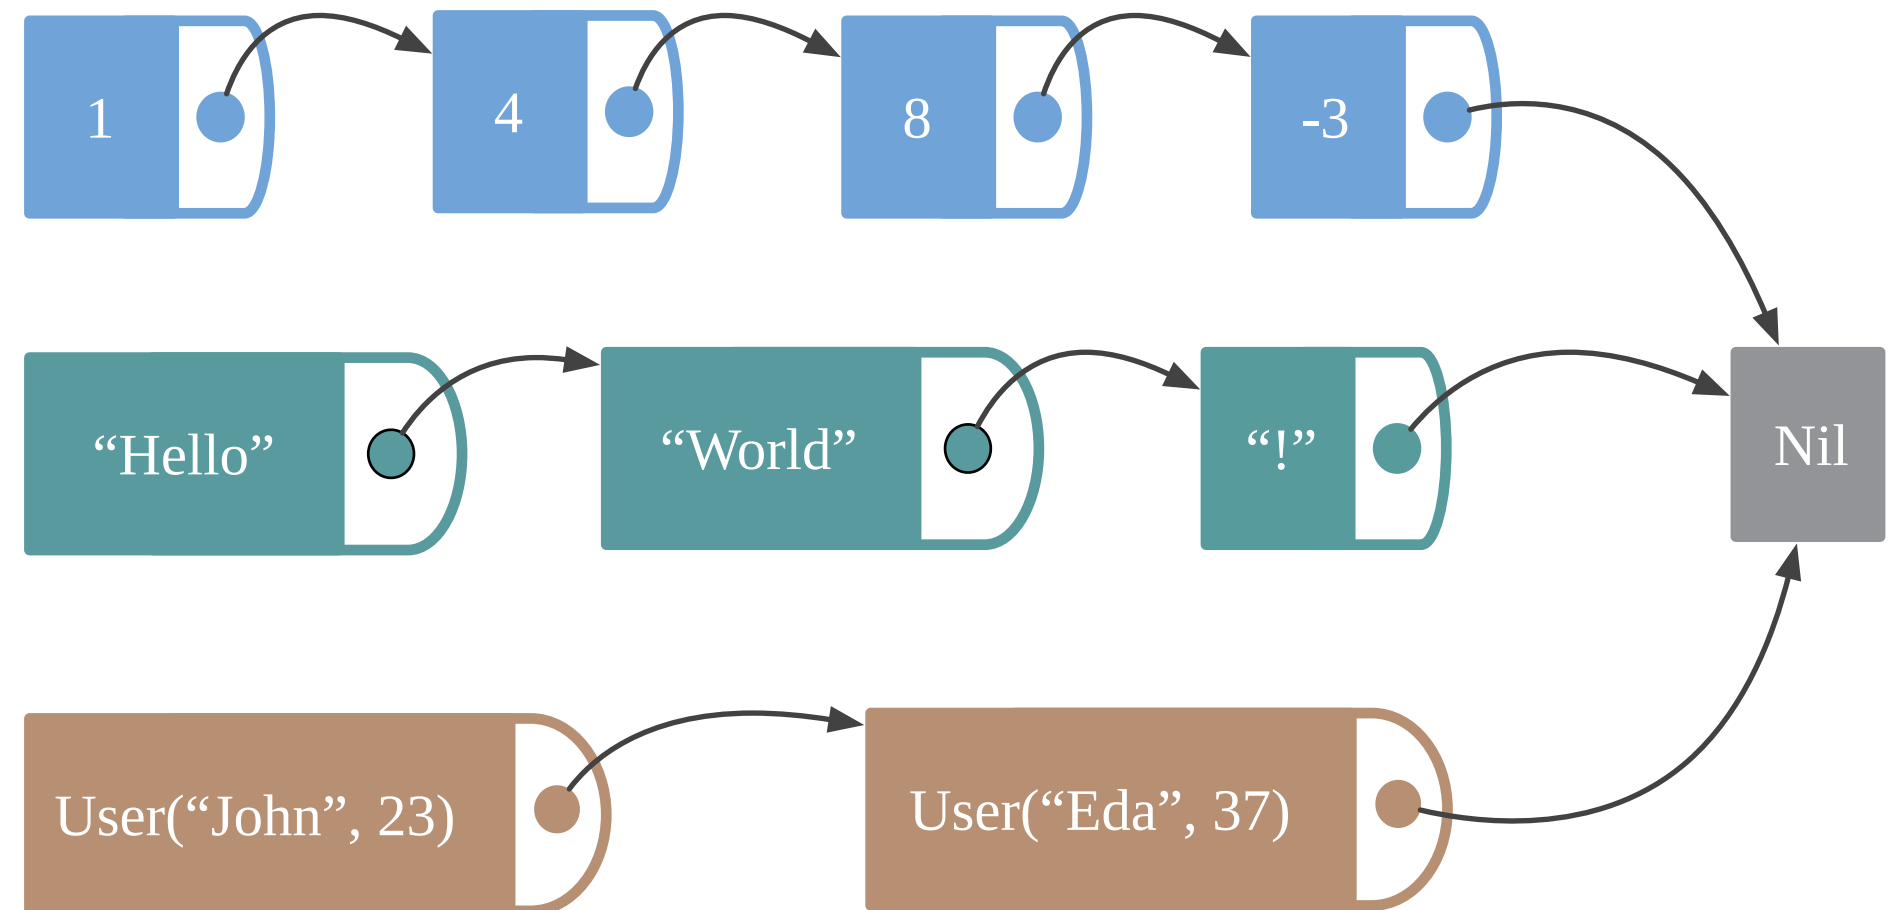 1
4
8
-3
“Hello”
“World”
“!”
Nil
User(“John”, 23)
User(“Eda”, 37)